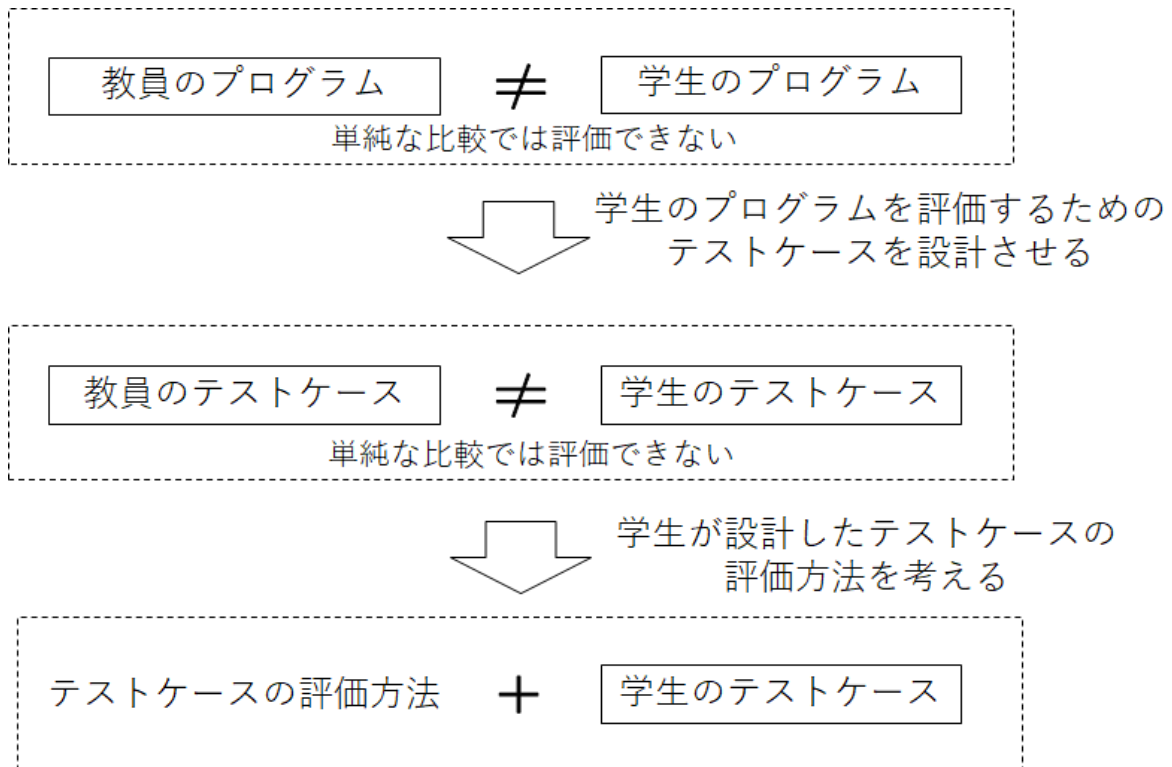 教員のプログラム ≠ 学生のプログラム
単純な比較では評価できない
学生のプログラムを評価するための
テストケースを設計させる
教員のテストケース ≠ 学生のテストケース
単純な比較では評価できない
学生が設計したテストケースの
評価方法を考える
テストケースの評価方法 + 学生のテストケース